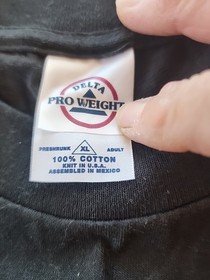 DELTA
PRO WEIGHT
PRESHRUNK XL ADULT
100% COTTON
KNIT IN U.S.A.
ASSEMBLED IN MEXICO